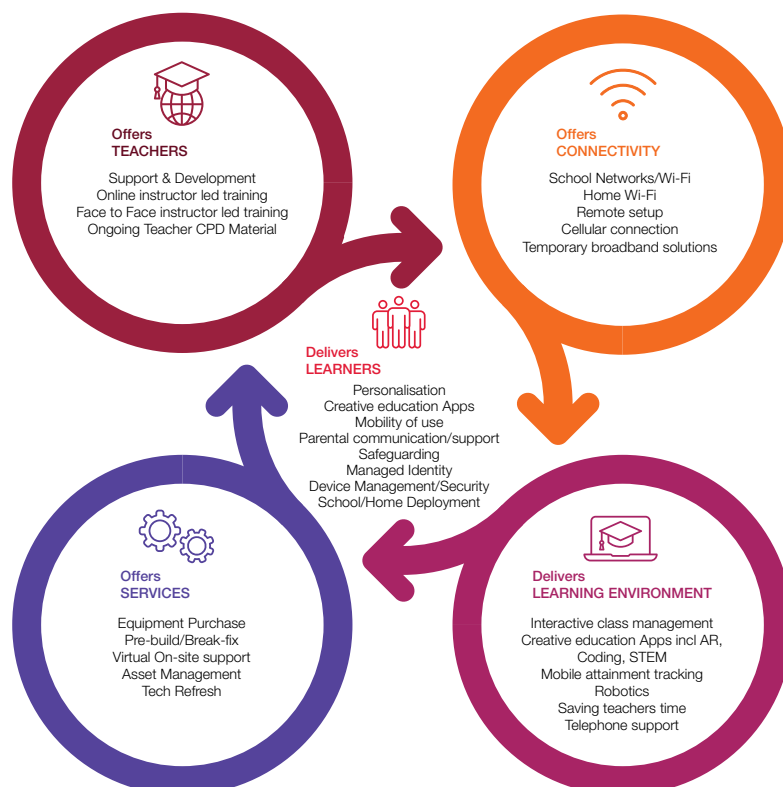 Offers
TEACHERS
Support & Development
Online instructor led training
Face to Face instructor led training
Ongoing Teacher CPD Material
Offers
CONNECTIVITY
School Networks/Wi-Fi
Home Wi-Fi
Remote setup
Cellular connection
Temporary broadband solutions
Delivers
LEARNERS
Personalisation
Creative education Apps
Mobility of use
Parental communication/support
Safeguarding
Managed Identity
Device Management/Security
School/Home Deployment
Offers
SERVICES
Equipment Purchase
Pre-build/Break-fix
Virtual On-site support
Asset Management
Tech Refresh
Delivers
LEARNING ENVIRONMENT
Interactive class management
Creative education Apps incl AR,
Coding, STEM
Mobile attainment tracking
Robotics
Saving teachers time
Telephone support